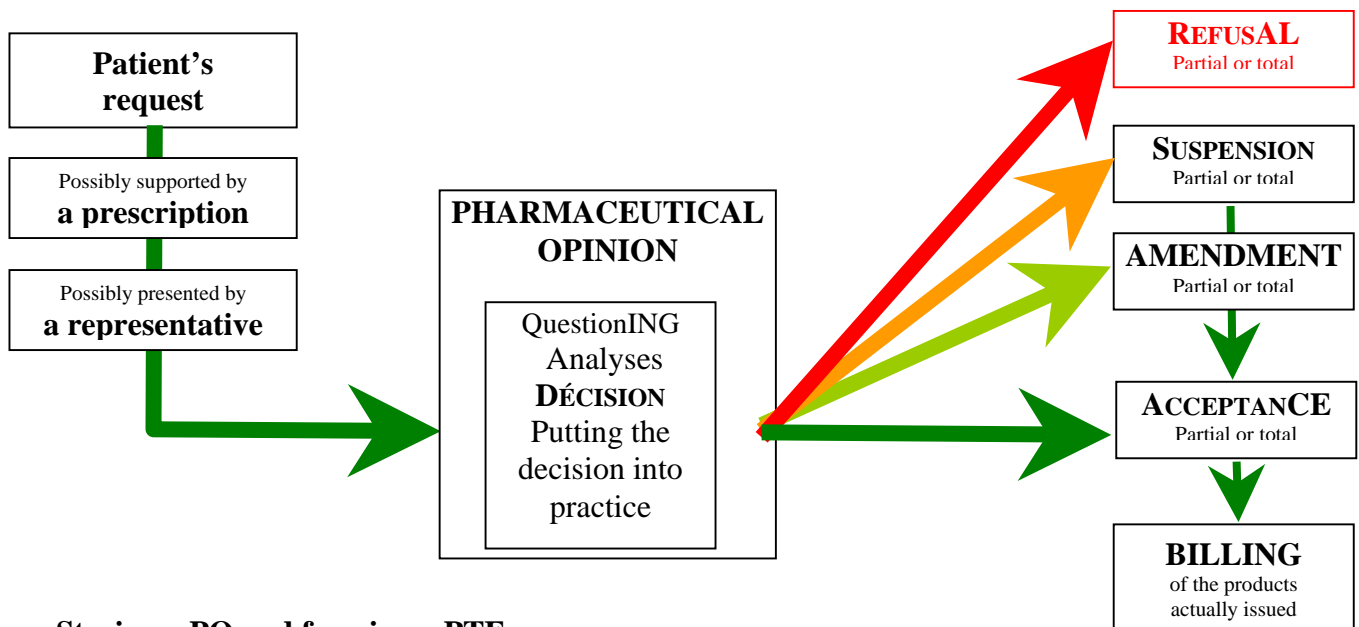 Patient's
request
Possibly supported by
a prescription
Possibly presented by
a representative
PHARMACEUTICAL
OPINION
QuestionING
Analyses
DÉCISION
Putting the
decision into
practice
REFUSAL
Partial or total
SUSPENSION
Partial or total
AMENDMENT
Partial or total
ACCEPTANCE
Partial or total
BILLING
of the products
actually issued
PO